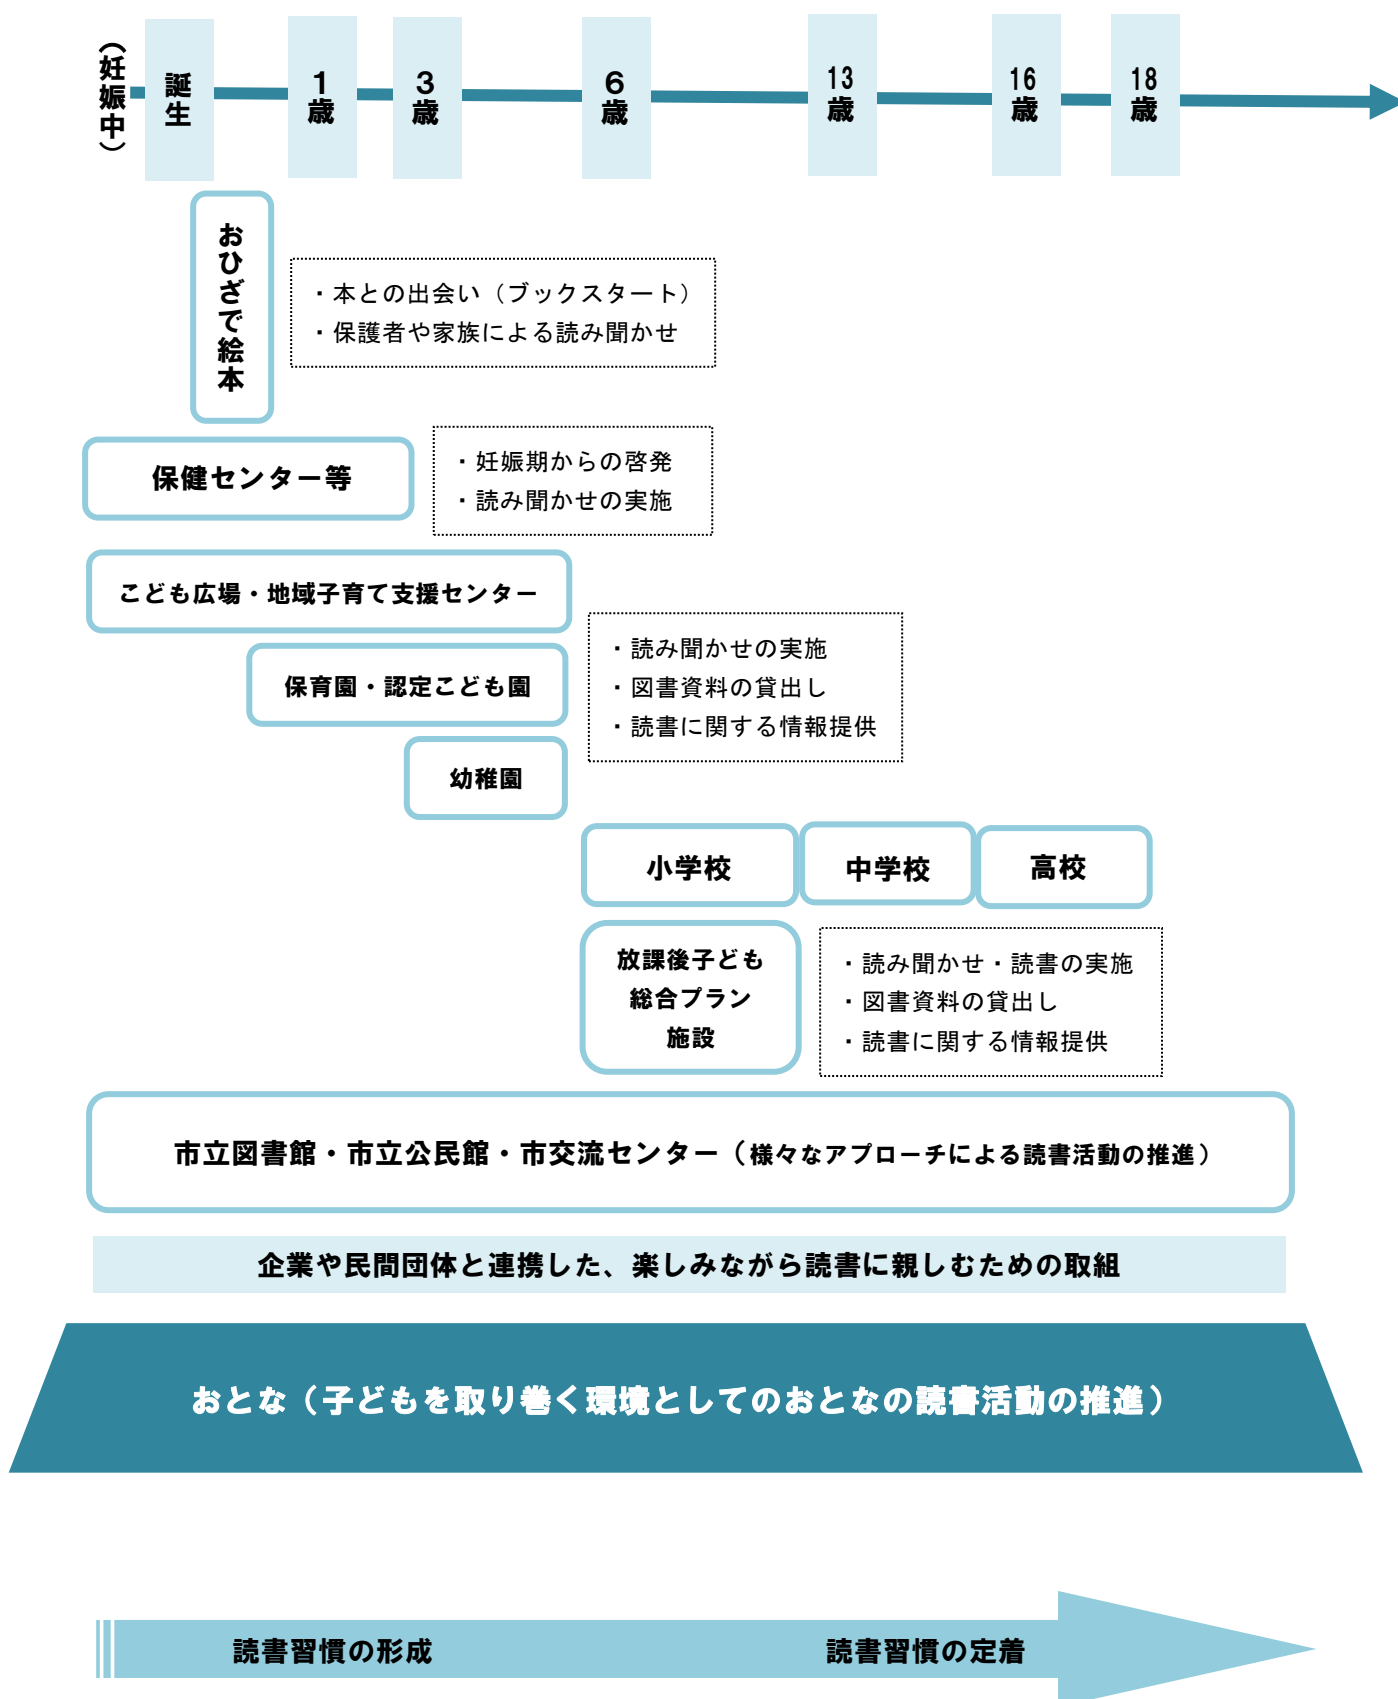 （妊娠中）
誕生
1歳
3歳
6歳
13歳
16歳
18歳
おひざで絵本
・本との出会い（ブックスタート）
・保護者や家族による読み聞かせ
保健センター等
・妊娠期からの啓発
・読み聞かせの実施
こども広場・地域子育て支援センター
保育園・認定こども園
幼稚園
・読み聞かせの実施
・図書資料の貸出し
・読書に関する情報提供
小学校
中学校
高校
放課後子ども
総合プラン
施設
・読み聞かせ・読書の実施
・図書資料の貸出し
・読書に関する情報提供
市立図書館・市立公民館・市交流センター（様々なアプローチによる読書活動の推進）
企業や民間団体と連携した、楽しみながら読書に親しむための取組
おとな（子どもを取り巻く環境としてのおとなの読書活動の推進）
読書習慣の形成
読書習慣の定着